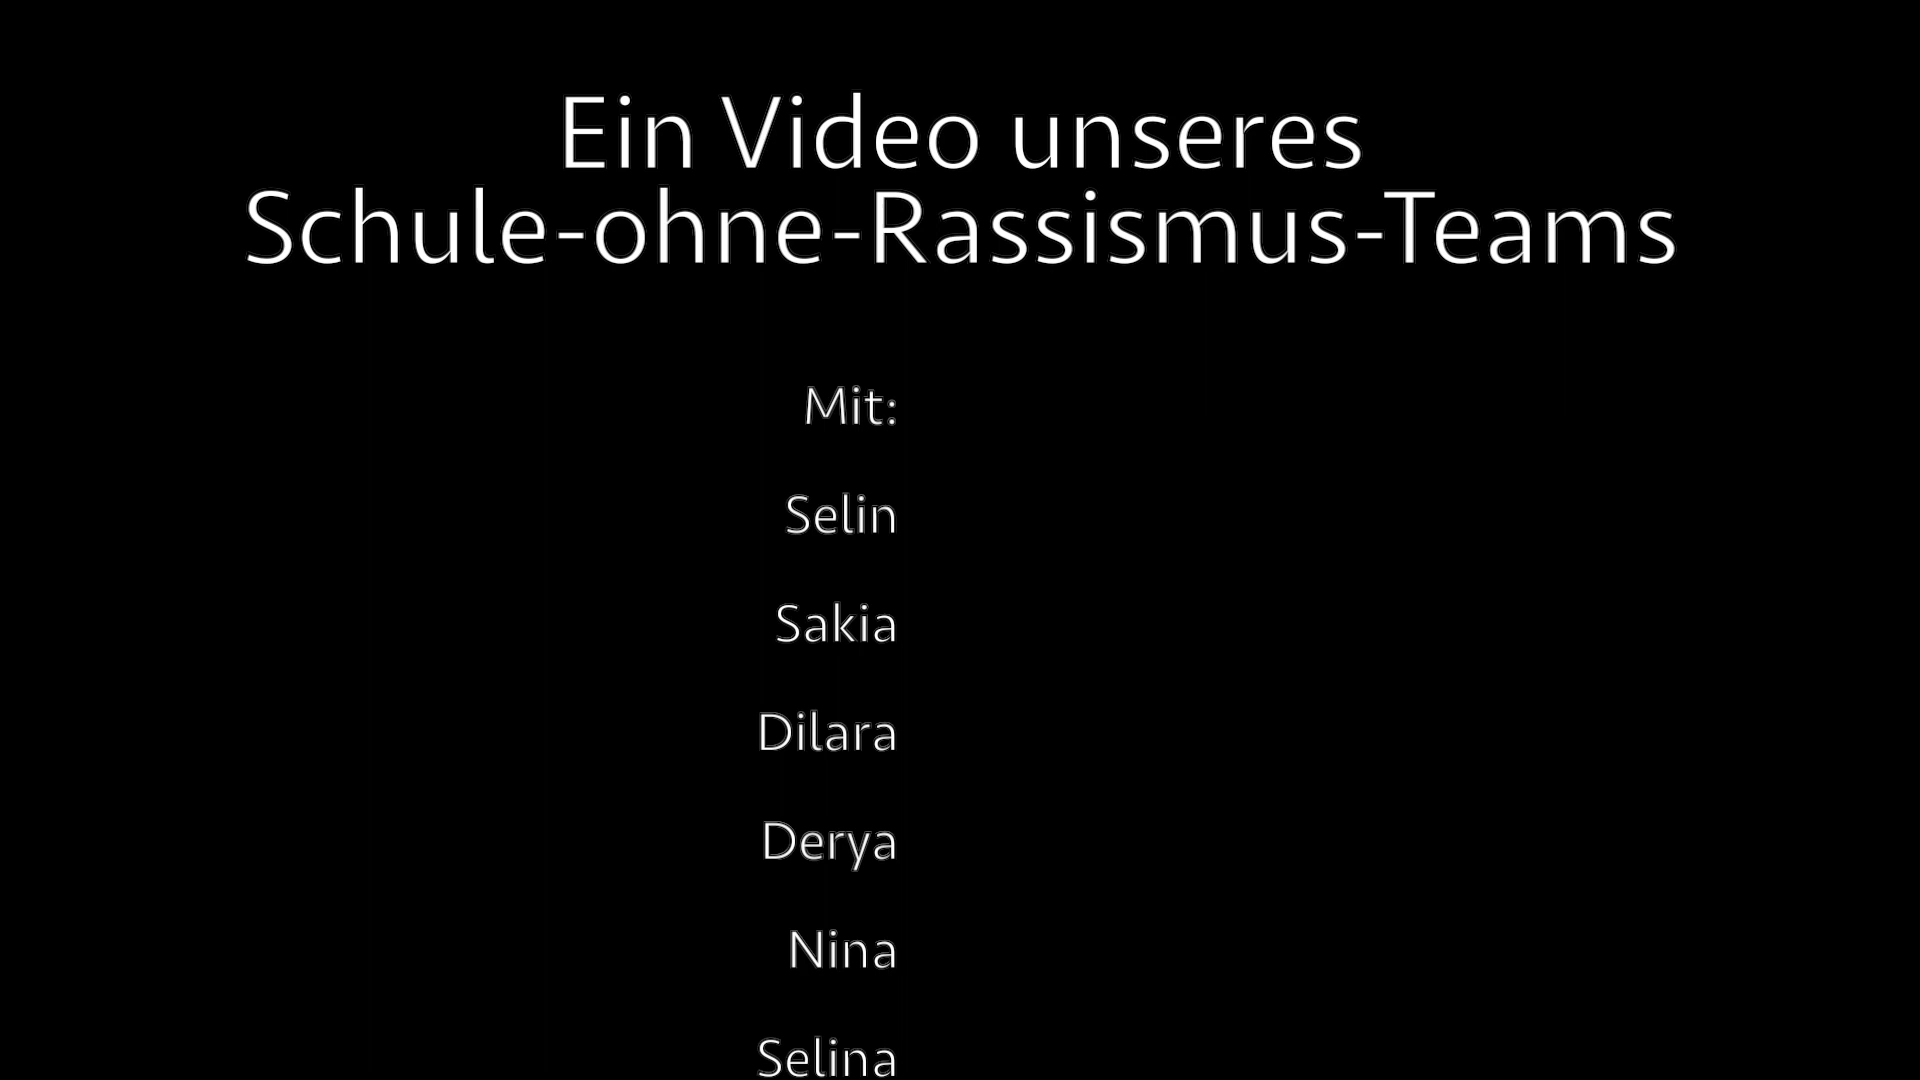 Ein Video unseres
Schule-ohne-Rassismus-Teams
Mit:
Selin
Sakia
Dilara
Derya
Nina
Selina